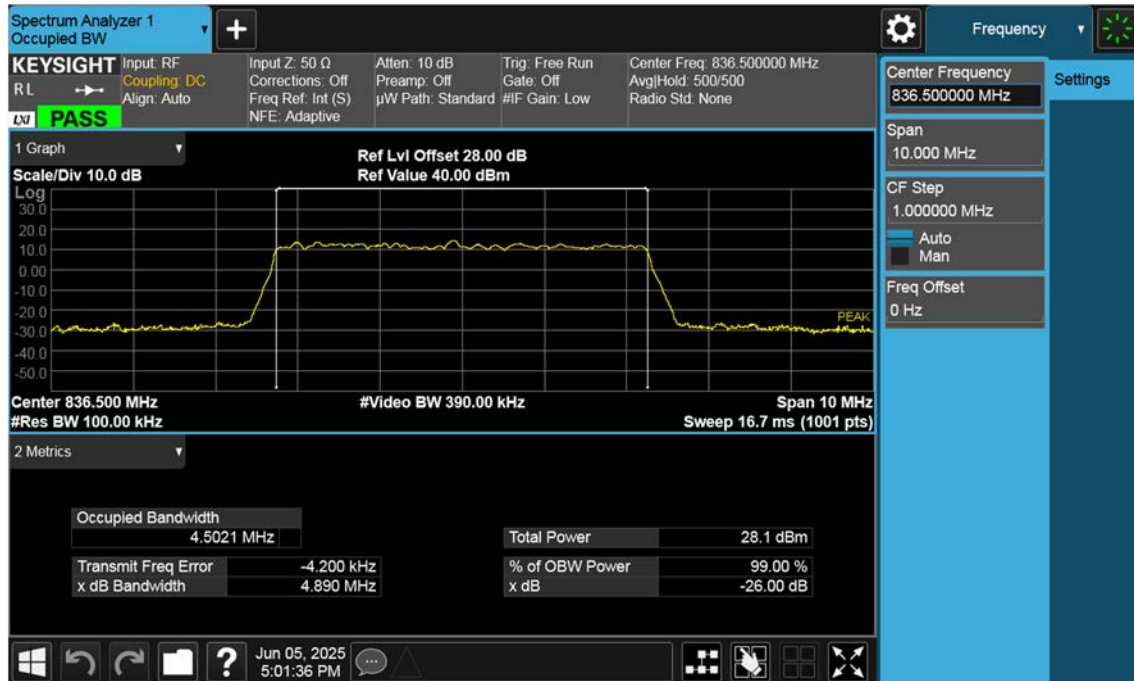 Spectrum Analyzer 1
Occupied BW
+
Frequency
KEYSIGHT
RL
LXI PASS
Input: RF
Coupling: DC
Align: Auto
Input Z: 50 Ω
Corrections: Off
Freq Ref: Int (S)
NFE: Adaptive
Atten: 10 dB
Preamp: Off
µW Path: Standard
Trig: Free Run
Gate: Off
#IF Gain: Low
Center Freq: 836.500000 MHz
Avg|Hold: 500/500
Radio Std: None
Center Frequency
836.500000 MHz
Settings
Span
10.000 MHz
CF Step
1.000000 MHz
Auto
Man
Freq Offset
0 Hz
1 Graph
Scale/Div 10.0 dB
Ref Lvl Offset 28.00 dB
Ref Value 40.00 dBm
Log
30.0
20.0
10.0
0.00
-10.0
-20.0
-30.0
-40.0
-50.0
PEAK
Center 836.500 MHz
#Video BW 390.00 kHz
Span 10 MHz
#Res BW 100.00 kHz
Sweep 16.7 ms (1001 pts)
2 Metrics
Occupied Bandwidth
4.5021 MHz
Total Power 28.1 dBm
Transmit Freq Error -4.200 kHz
% of OBW Power 99.00 %
x dB Bandwidth 4.890 MHz
x dB -26.00 dB
?
Jun 05, 2025
5:01:36 PM